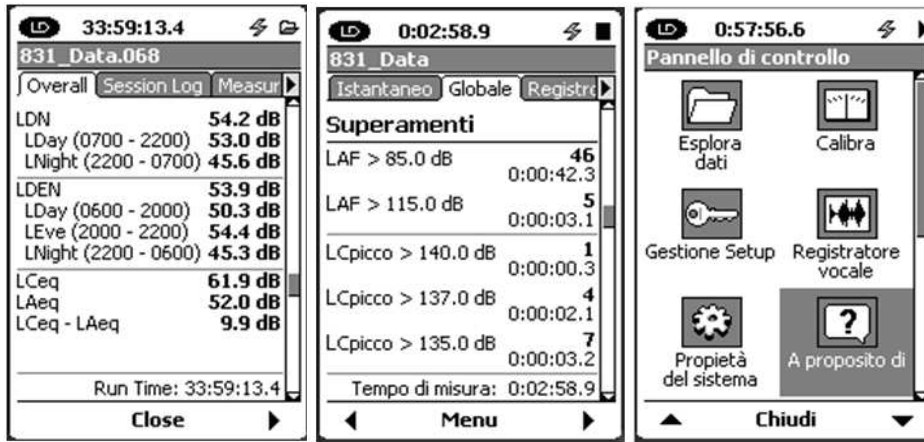 LD 33:59:13.4
831_Data.068
Overall Session Log Measur
LDN 54.2 dB
LDay (0700 - 2200) 53.0 dB
LNight (2200 - 0700) 45.6 dB
LDEN 53.9 dB
LDay (0600 - 2000) 50.3 dB
LEve (2000 - 2200) 54.4 dB
LNight (2200 - 0600) 45.3 dB
LCeq 61.9 dB
LAeq 52.0 dB
LCeq - LAeq 9.9 dB
Run Time: 33:59:13.4
Close
LD 0:02:58.9
831_Data
Istantaneo Globale Registro
Superamenti
LAF > 85.0 dB 46
0:00:42.3
LAF > 115.0 dB 5
0:00:03.1
LCpicco > 140.0 dB 1
0:00:00.3
LCpicco > 137.0 dB 4
0:00:02.1
LCpicco > 135.0 dB 7
0:00:03.2
Tempo di misura: 0:02:58.9
Menu
LD 0:57:56.6
Pannello di controllo
Esplora
dati
Calibra
Gestione Setup
Registratore
vocale
Propietà
del sistema
A proposito di
Chiudi